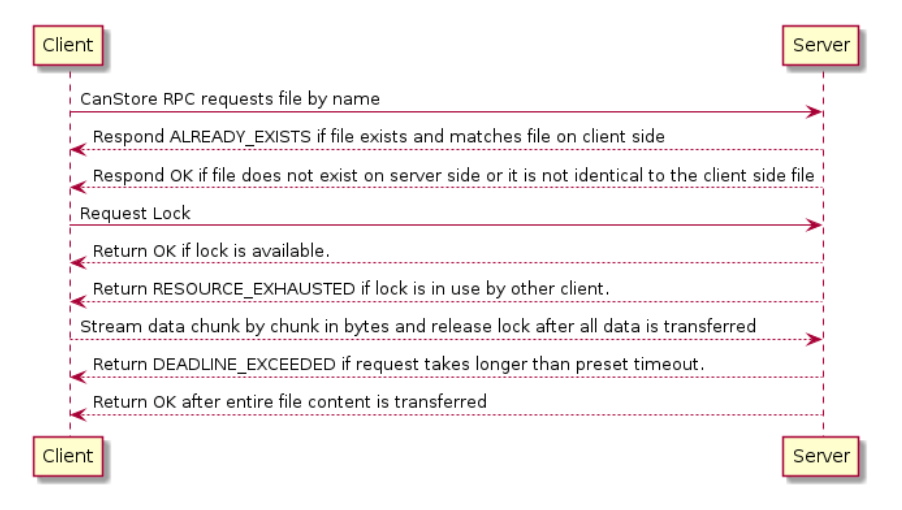 Client
Server
CanStore RPC requests file by name
Respond ALREADY_EXISTS if file exists and matches file on client side
Respond OK if file does not exist on server side or it is not identical to the client side file
Request Lock
Return OK if lock is available.
Return RESOURCE_EXHAUSTED if lock is in use by other client.
Stream data chunk by chunk in bytes and release lock after all data is transferred
Return DEADLINE_EXCEEDED if request takes longer than preset timeout.
Return OK after entire file content is transferred
Client
Server